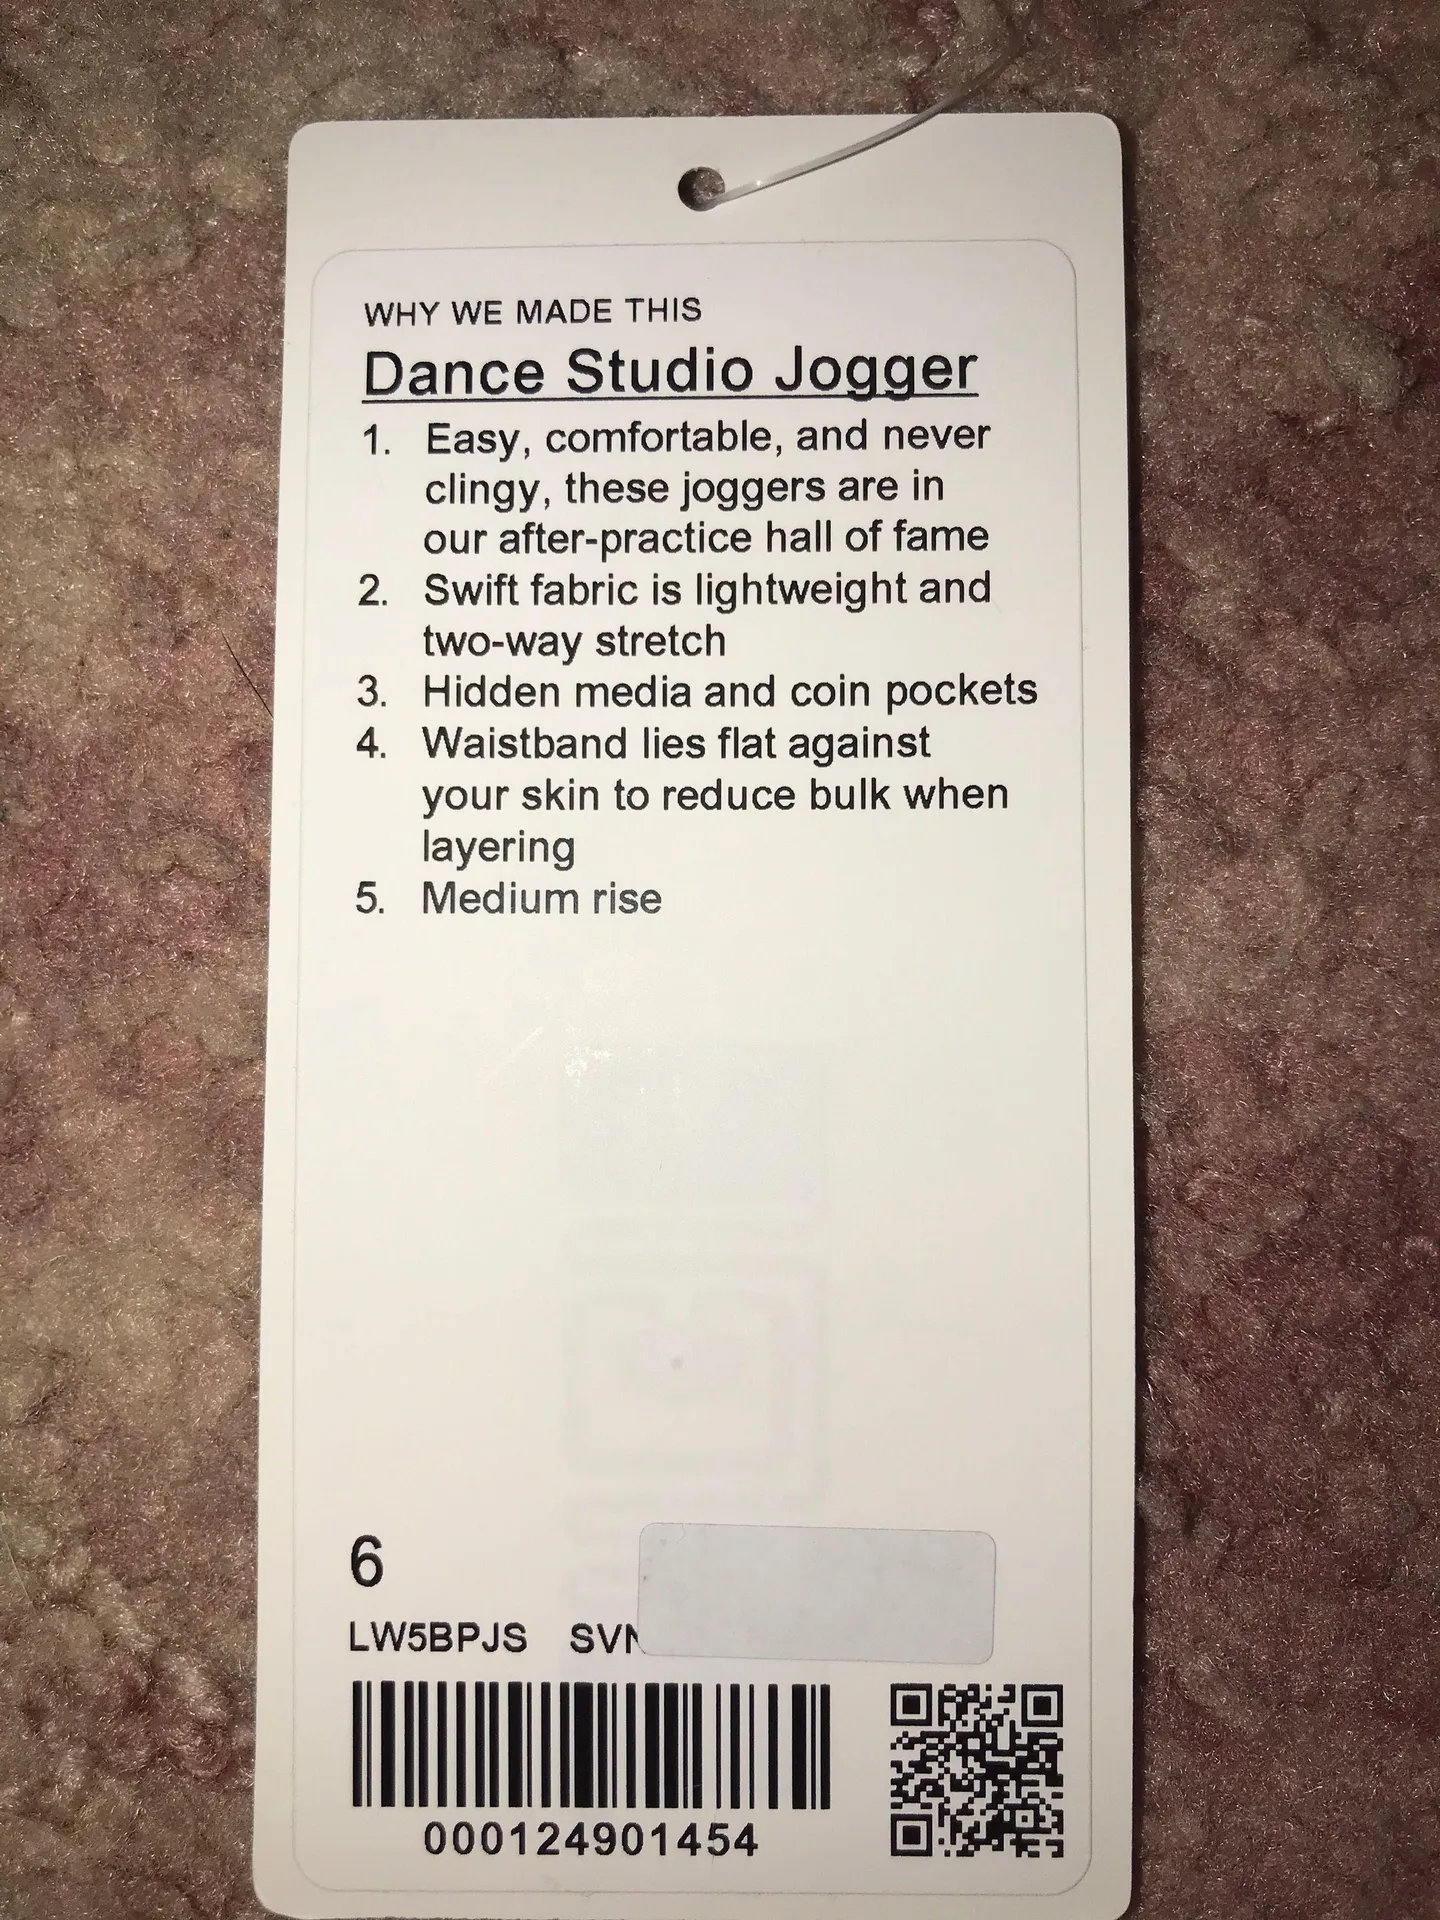 WHY WE MADE THIS
Dance Studio Jogger
1. Easy, comfortable, and never
clingy, these joggers are in
our after-practice hall of fame
2. Swift fabric is lightweight and
two-way stretch
3. Hidden media and coin pockets
4. Waistband lies flat against
your skin to reduce bulk when
layering
5. Medium rise
6
LW5BPJS
000124901454